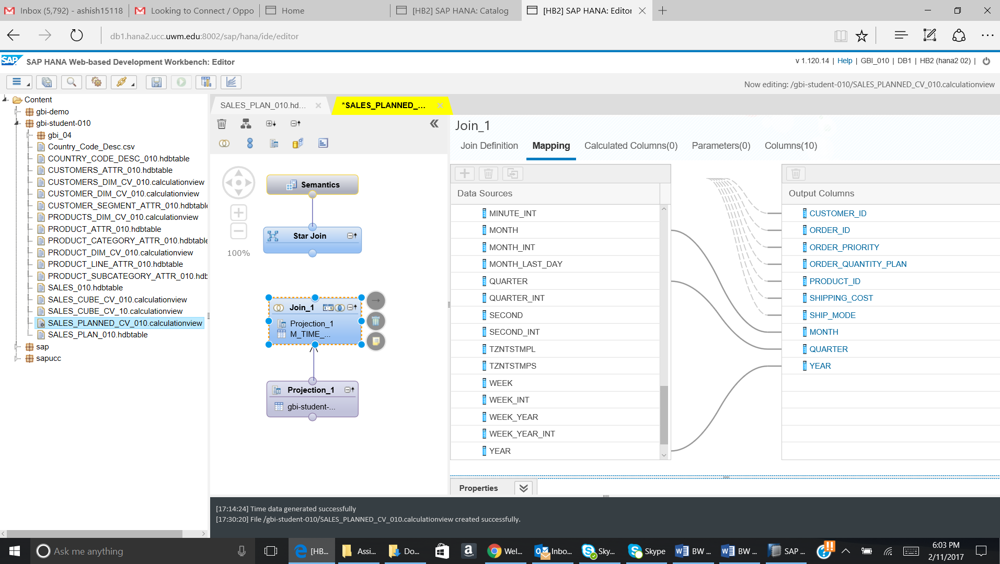 Inbox (5,792) - ashish15118
Looking to Connect / Oppo
Home
[HB2] SAP HANA: Catalog
[HB2] SAP HANA: Editor
db1.hana2.ucc.uwm.edu:8002/sap/hana/ide/editor
SAP
SAP HANA Web-based Development Workbench: Editor
v 1.120.14 | Help | GBI_010 | DB1 | HB2 (hana2 02) |
Now editing: /gbi-student-010/SALES_PLANNED_CV_010.calculationview
Content
gbi-demo
gbi-student-010
gbi_04
Country_Code_Desc.csv
COUNTRY_CODE_DESC_010.hdbtable
CUSTOMERS_ATTR_010.hdbtable
CUSTOMERS_DIM_CV_010.calculationview
CUSTOMER_DIM_CV_010.calculationview
CUSTOMER_SEGMENT_ATTR_010.hdbtable
PRODUCTS_DIM_CV_010.calculationview
PRODUCT_ATTR_010.hdbtable
PRODUCT_CATEGORY_ATTR_010.hdbtable
PRODUCT_DIM_CV_010.calculationview
PRODUCT_LINE_ATTR_010.hdbtable
PRODUCT_SUBCATEGORY_ATTR_010.hdb
SALES_010.hdbtable
SALES_CUBE_CV_010.calculationview
SALES_CUBE_CV_10.calculationview
SALES_PLANNED_CV_010.calculationview
SALES_PLAN_010.hdbtable
sap
sapucc
SALES_PLAN_010.hd...
*SALES_PLANNED_...
100%
Semantics
Star Join
Join_1
Projection_1
M_TIME_...
Projection_1
gbi-student-...
Join_1
Join Definition
Mapping
Calculated Columns(0)
Parameters(0)
Columns(10)
Data Sources
MINUTE_INT
MONTH
MONTH_INT
MONTH_LAST_DAY
QUARTER
QUARTER_INT
SECOND
SECOND_INT
TZNTSTMPL
TZNTSTMPS
WEEK
WEEK_INT
WEEK_YEAR
WEEK_YEAR_INT
YEAR
Output Columns
CUSTOMER_ID
ORDER_ID
ORDER_PRIORITY
ORDER_QUANTITY_PLAN
PRODUCT_ID
SHIPPING_COST
SHIP_MODE
MONTH
QUARTER
YEAR
Properties
[17:14:24] Time data generated successfully
[17:30:20] File /gbi-student-010/SALES_PLANNED_CV_010.calculationview created successfully.
Ask me anything
[HB...
Assi...
Do...
Wel...
Inbo...
Sky...
Skype
BW ...
BW ...
SAP ...
6:03 PM
2/11/2017